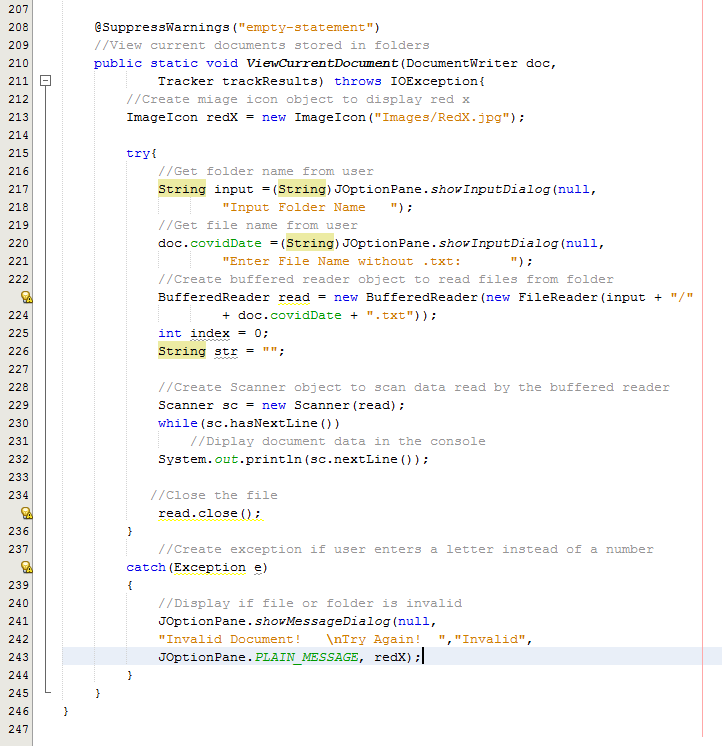 207
208 @SuppressWarnings("empty-statement")
209 //View current documents stored in folders
210 public static void ViewCurrentDocument(DocumentWriter doc,
211 Tracker trackResults) throws IOException{
212 //Create miage icon object to display red x
213 ImageIcon redX = new ImageIcon("Images/RedX.jpg");
214
215 try{
216 //Get folder name from user
217 String input =(String)JOptionPane.showInputDialog(null,
218 "Input Folder Name   ");
219 //Get file name from user
220 doc.covidDate =(String)JOptionPane.showInputDialog(null,
221 "Enter File Name without .txt:      ");
222 //Create buffered reader object to read files from folder
BufferedReader read = new BufferedReader(new FileReader(input + "/"
224 + doc.covidDate + ".txt"));
225 int index = 0;
226 String str = "";
227
228 //Create Scanner object to scan data read by the buffered reader
229 Scanner sc = new Scanner(read);
230 while(sc.hasNextLine())
231 //Diplay document data in the console
232 System.out.println(sc.nextLine());
233
234 //Close the file
read.close();
236 }
237 //Create exception if user enters a letter instead of a number
catch(Exception e)
239 {
240 //Display if file or folder is invalid
241 JOptionPane.showMessageDialog(null,
242 "Invalid Document!   \nTry Again!  ","Invalid",
243 JOptionPane.PLAIN_MESSAGE, redX);
244 }
245 }
246 }
247